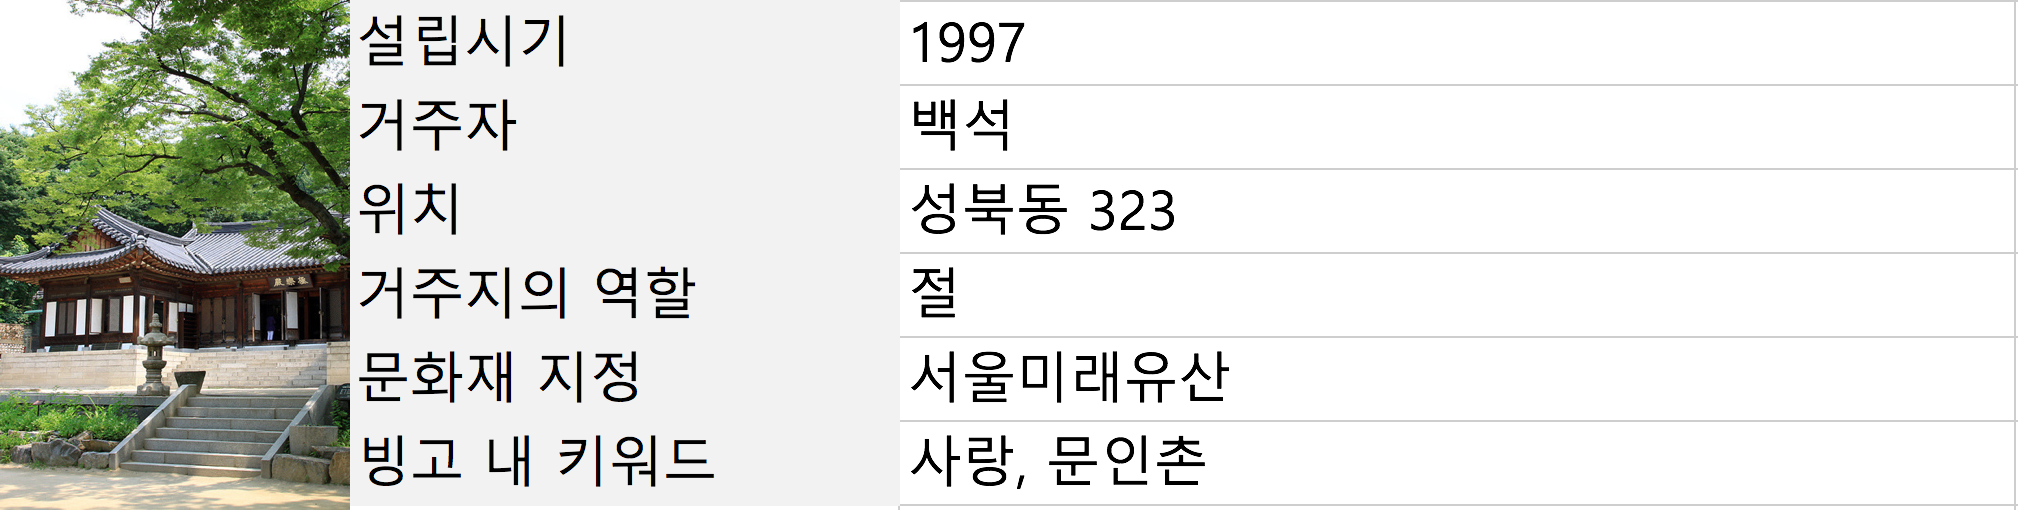 설립시기 1997
거주자 백석
위치 성북동 323
거주지의 역할 절
문화재 지정 서울미래유산
빙고 내 키워드 사랑, 문인촌